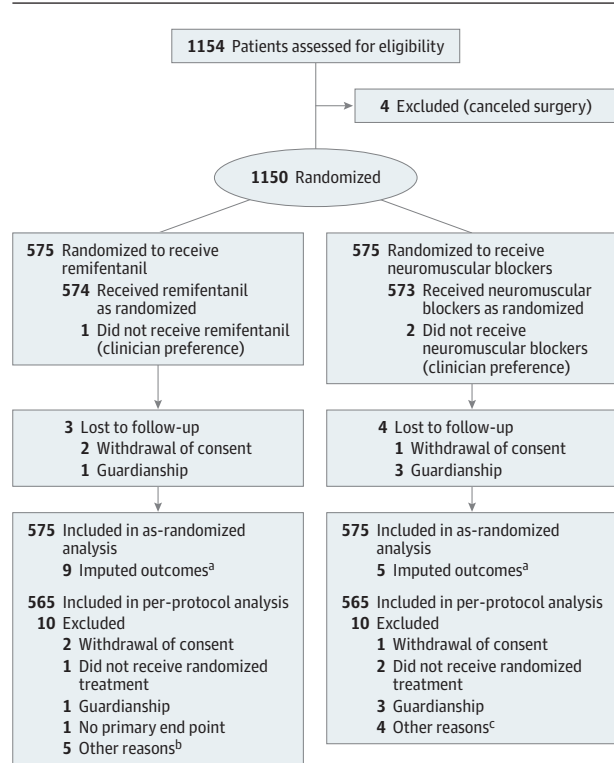 1154 Patients assessed for eligibility
4 Excluded (canceled surgery)
1150 Randomized
575 Randomized to receive
remifentanil
574 Received remifentanil
as randomized
1 Did not receive remifentanil
(clinician preference)
575 Randomized to receive
neuromuscular blockers
573 Received neuromuscular
blockers as randomized
2 Did not receive
neuromuscular blockers
(clinician preference)
3 Lost to follow-up
2 Withdrawal of consent
1 Guardianship
4 Lost to follow-up
1 Withdrawal of consent
3 Guardianship
575 Included in as-randomized
analysis
9 Imputed outcomesa
565 Included in per-protocol analysis
10 Excluded
2 Withdrawal of consent
1 Did not receive randomized
treatment
1 Guardianship
1 No primary end point
5 Other reasonsb
575 Included in as-randomized
analysis
5 Imputed outcomesa
565 Included in per-protocol analysis
10 Excluded
1 Withdrawal of consent
2 Did not receive randomized
treatment
3 Guardianship
4 Other reasonsc